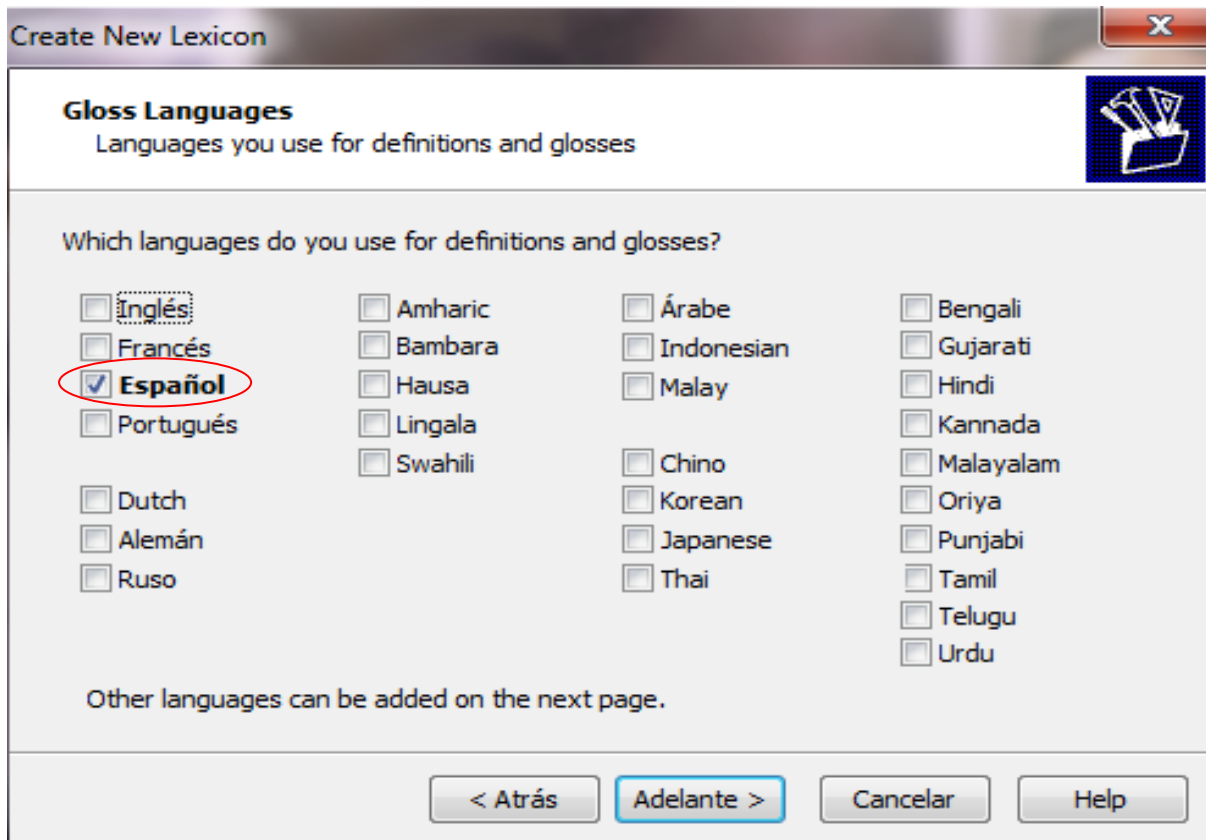 Create New Lexicon
Gloss Languages
Languages you use for definitions and glosses
Which languages do you use for definitions and glosses?
Inglés Amharic Árabe Bengali
Francés Bambara Indonesian Gujarati
Español Hausa Malay Hindi
Portugués Lingala Kannada
Swahili Chino Malayalam
Dutch Korean Oriya
Alemán Japanese Punjabi
Ruso Thai Tamil
Telugu
Urdu
Other languages can be added on the next page.
< Atrás Adelante > Cancelar Help